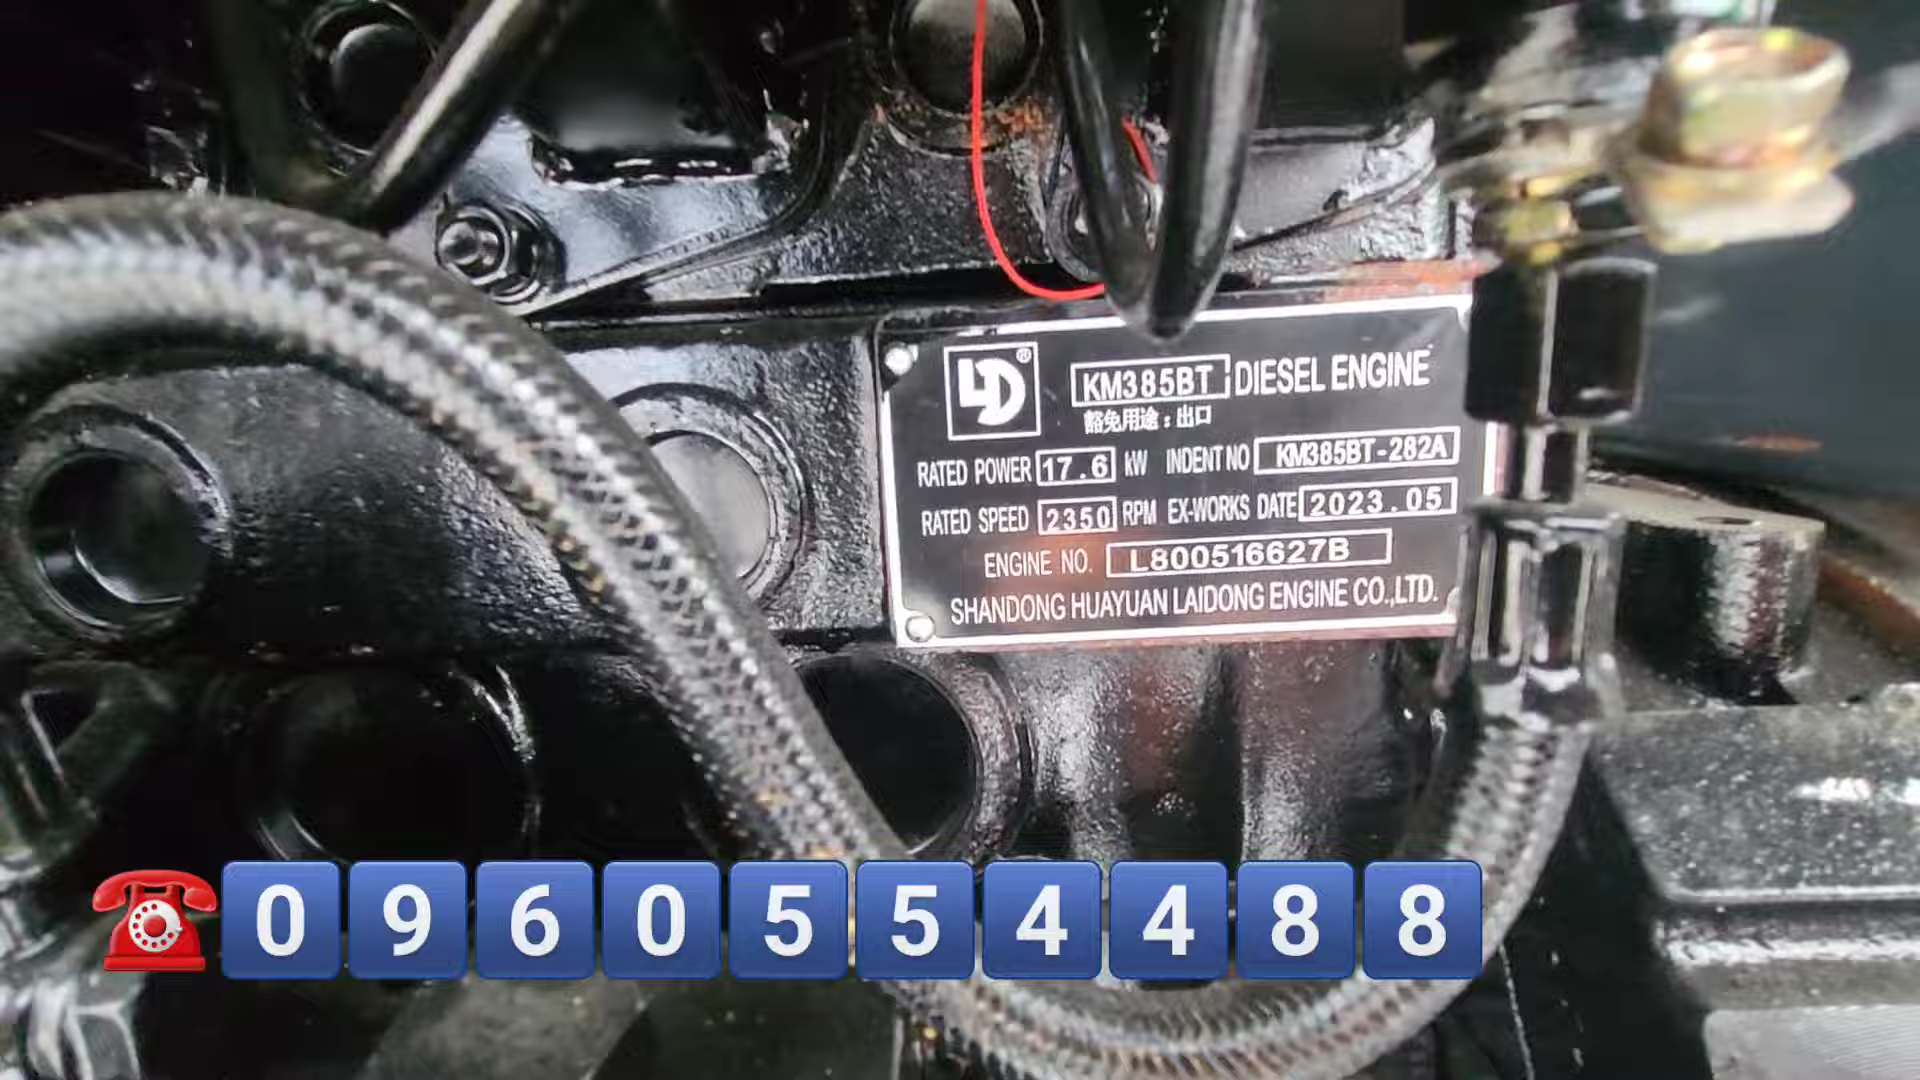 LD®
KM385BT DIESEL ENGINE
豁免用途：出口
RATED POWER 17.6 kW INDENT NO KM385BT-282A
RATED SPEED 2350 RPM EX-WORKS DATE 2023.05
ENGINE NO. L800516627B
SHANDONG HUAYUAN LAIDONG ENGINE CO.,LTD.
☎0960554488